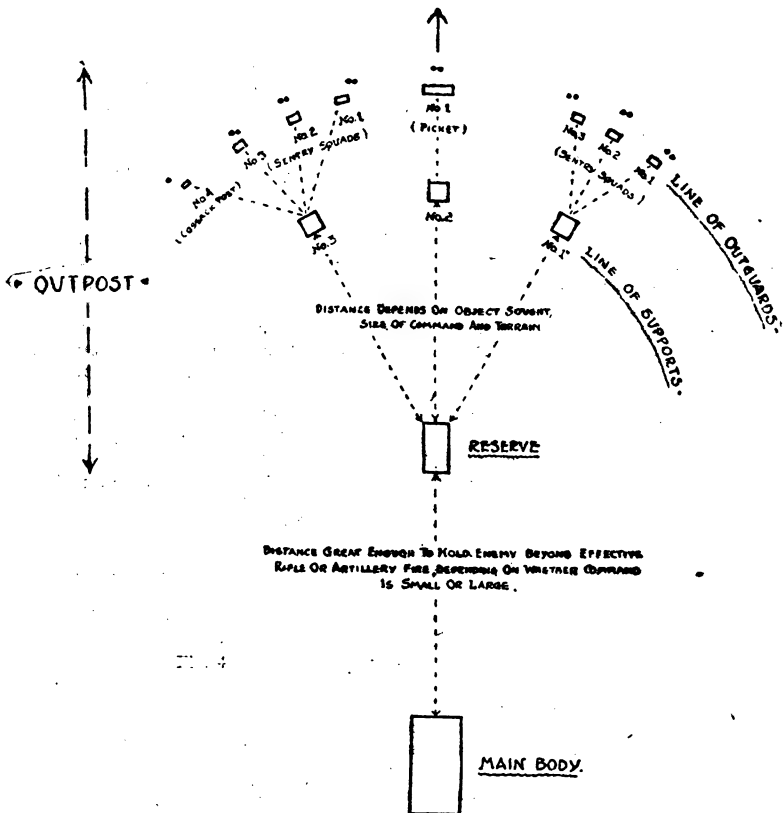 No.1
(PICKET)
No.1
No.2
(SENTRY SQUADS)
No.3
No.4
(COSSACK POST)
No.3
No.2
(SENTRY SQUADS)
No.1
No.3
No.2
No.1
LINE OF OUTGUARDS.
LINE OF SUPPORTS.
OUTPOST
DISTANCE DEPENDS ON OBJECT SOUGHT,
SIZE OF COMMAND AND TERRAIN
RESERVE
DISTANCE GREAT ENOUGH TO HOLD ENEMY BEYOND EFFECTIVE
RIFLE OR ARTILLERY FIRE, DEPENDING ON WHETHER COMMAND
IS SMALL OR LARGE.
MAIN BODY.